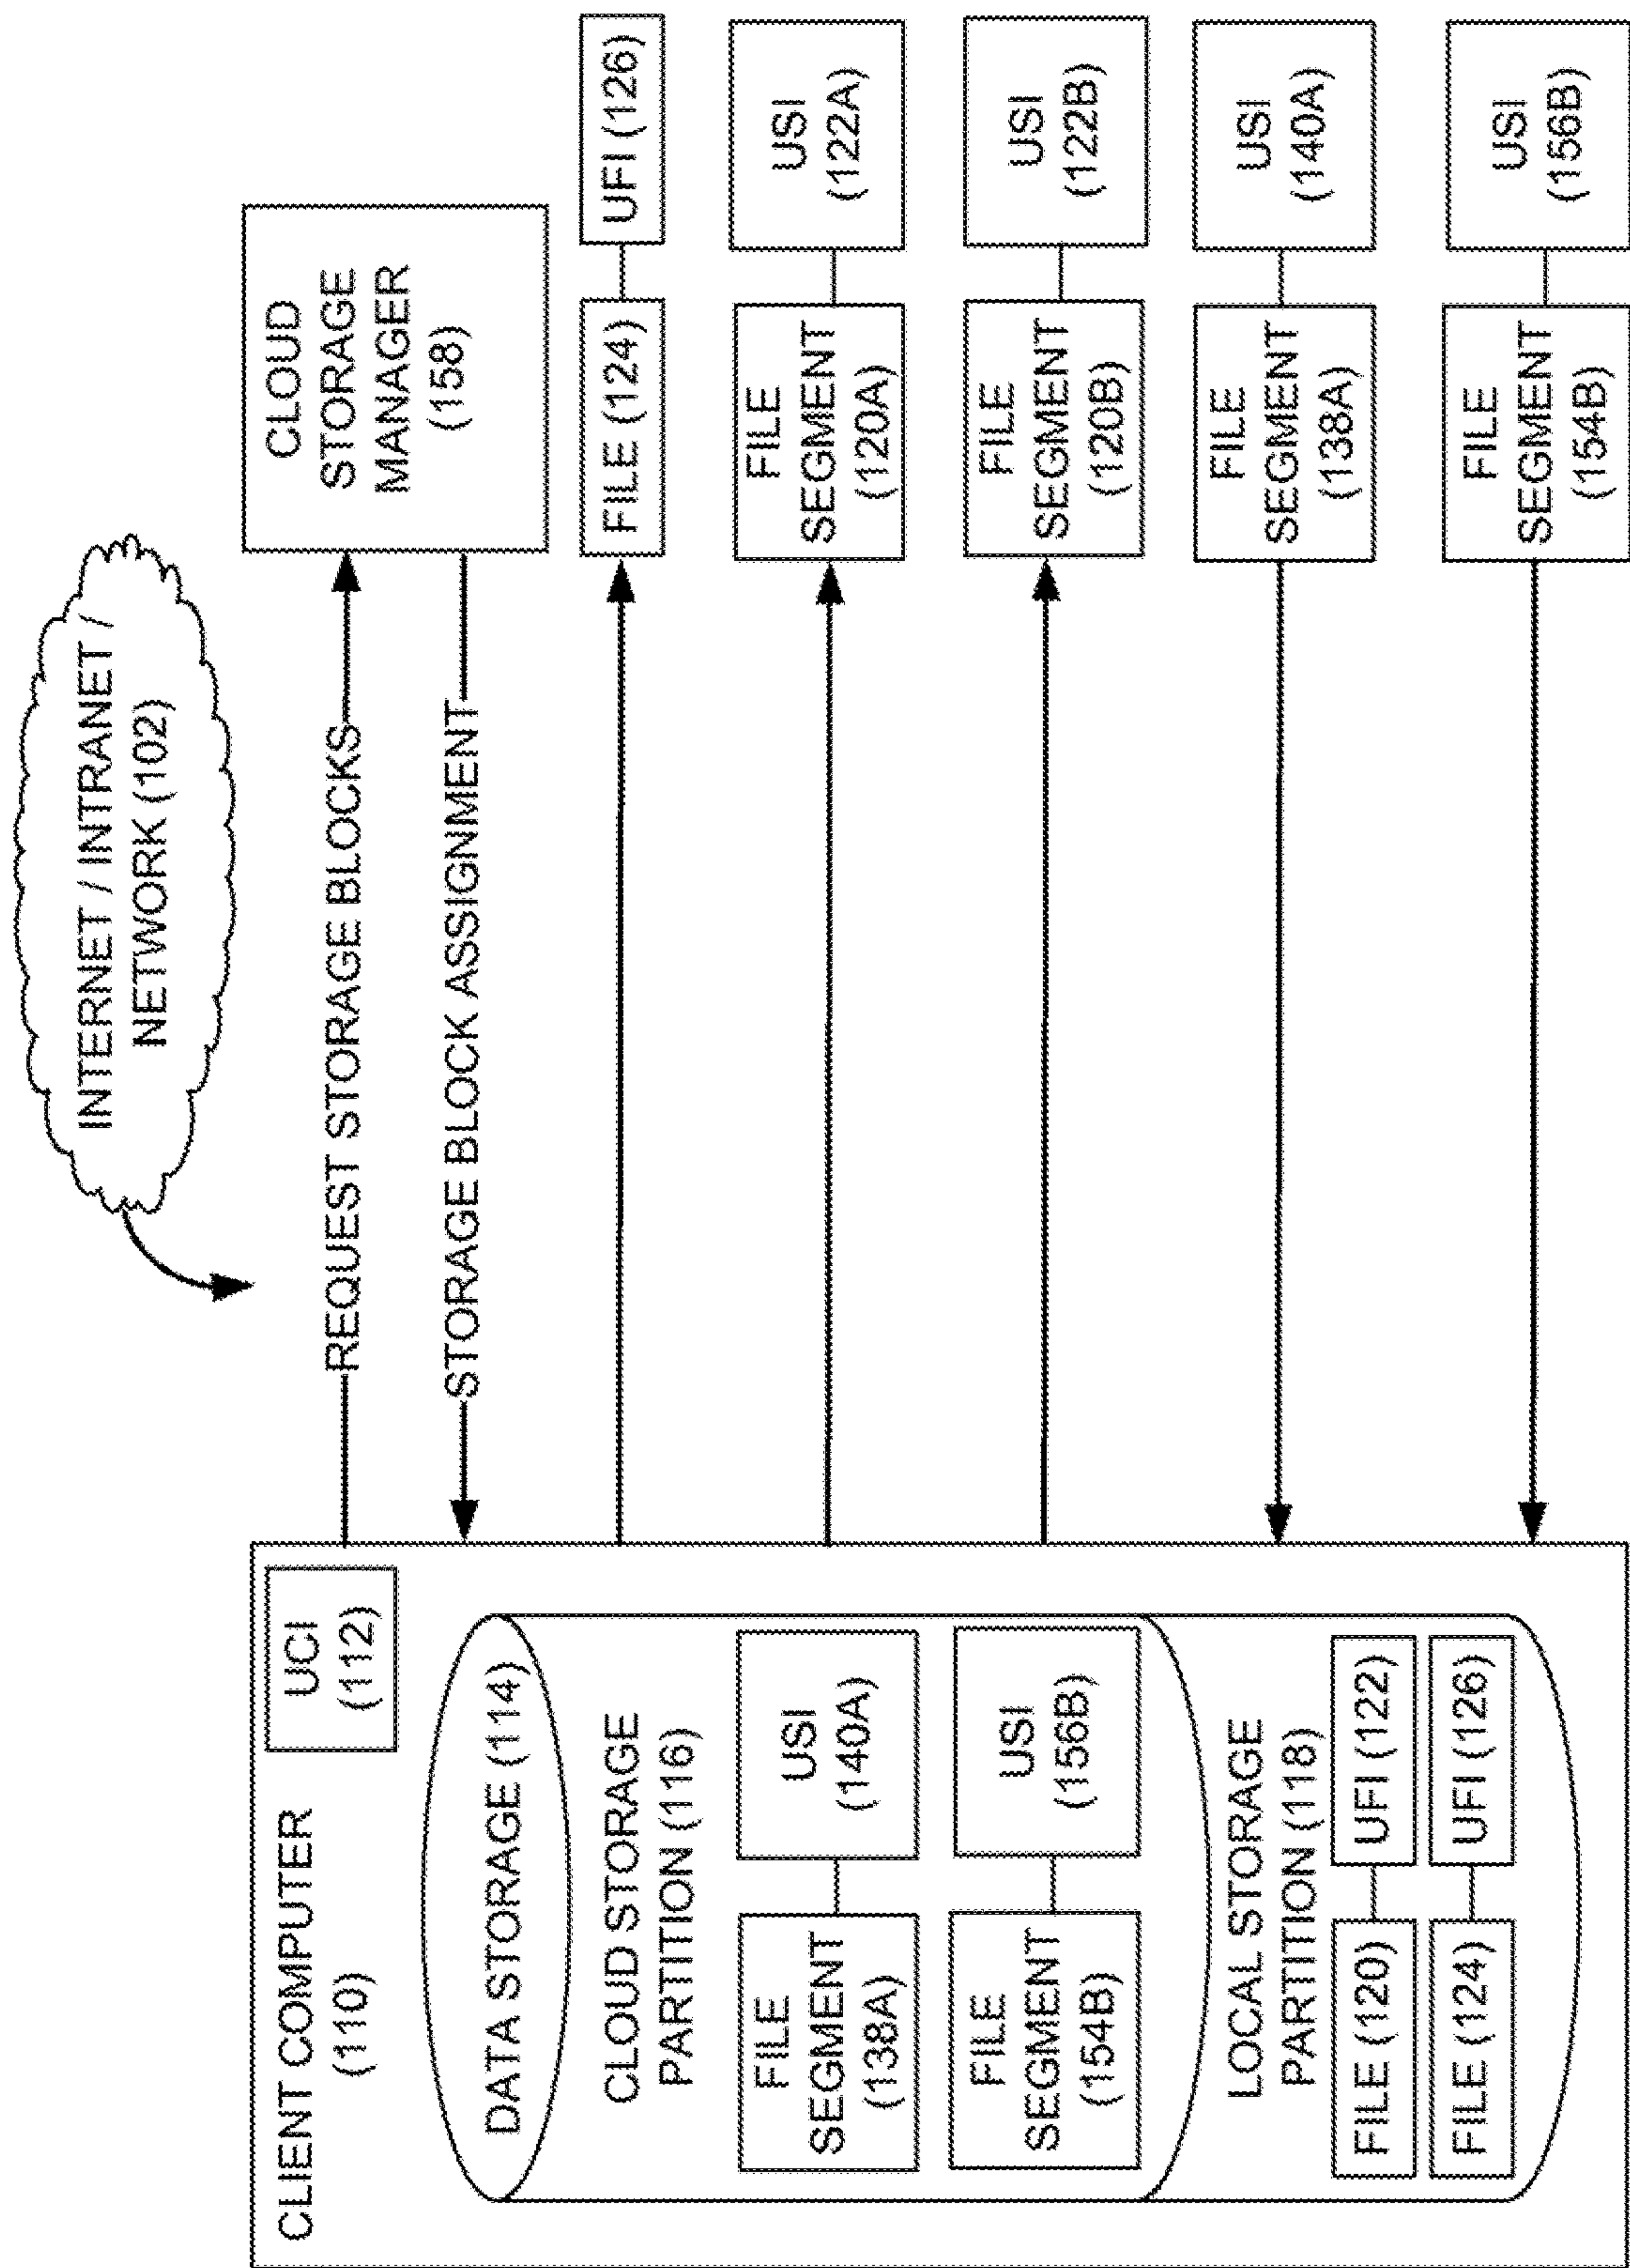 INTERNET / INTRANET /
NETWORK (102)
CLIENT COMPUTER
(110)
UCI
(112)
REQUEST STORAGE BLOCKS
STORAGE BLOCK ASSIGNMENT
CLOUD
STORAGE
MANAGER
(158)
DATA STORAGE (114)
CLOUD STORAGE
PARTITION (116)
FILE
SEGMENT
(138A)
USI
(140A)
FILE
SEGMENT
(154B)
USI
(156B)
LOCAL STORAGE
PARTITION (118)
FILE (120)
UFI (122)
FILE (124)
UFI (126)
FILE (124)
UFI (126)
FILE
SEGMENT
(120A)
USI
(122A)
FILE
SEGMENT
(120B)
USI
(122B)
FILE
SEGMENT
(138A)
USI
(140A)
FILE
SEGMENT
(154B)
USI
(156B)